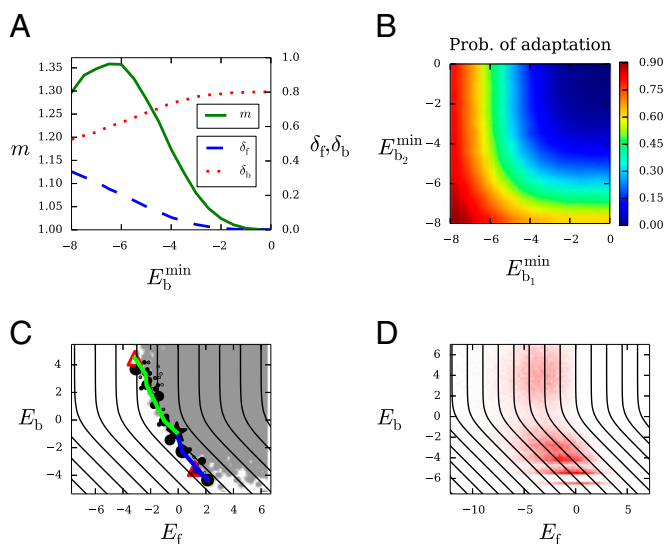 A
1.35
1.30
1.25
1.20
1.15
1.10
1.05
1.00
m
1.0
0.8
0.6
0.4
0.2
0.0
δf,δb
m
δf
δb
−8 −6 −4 −2 0
E_b^min
B
Prob. of adaptation
0
−2
−4
−6
−8
E_b2^min
−8 −6 −4 −2 0
E_b1^min
0.90
0.75
0.60
0.45
0.30
0.15
0.00
C
4
2
0
−2
−4
E_b
−6 −4 −2 0 2 4 6
E_f
D
6
4
2
0
−2
−4
−6
E_b
−10 −5 0 5
E_f